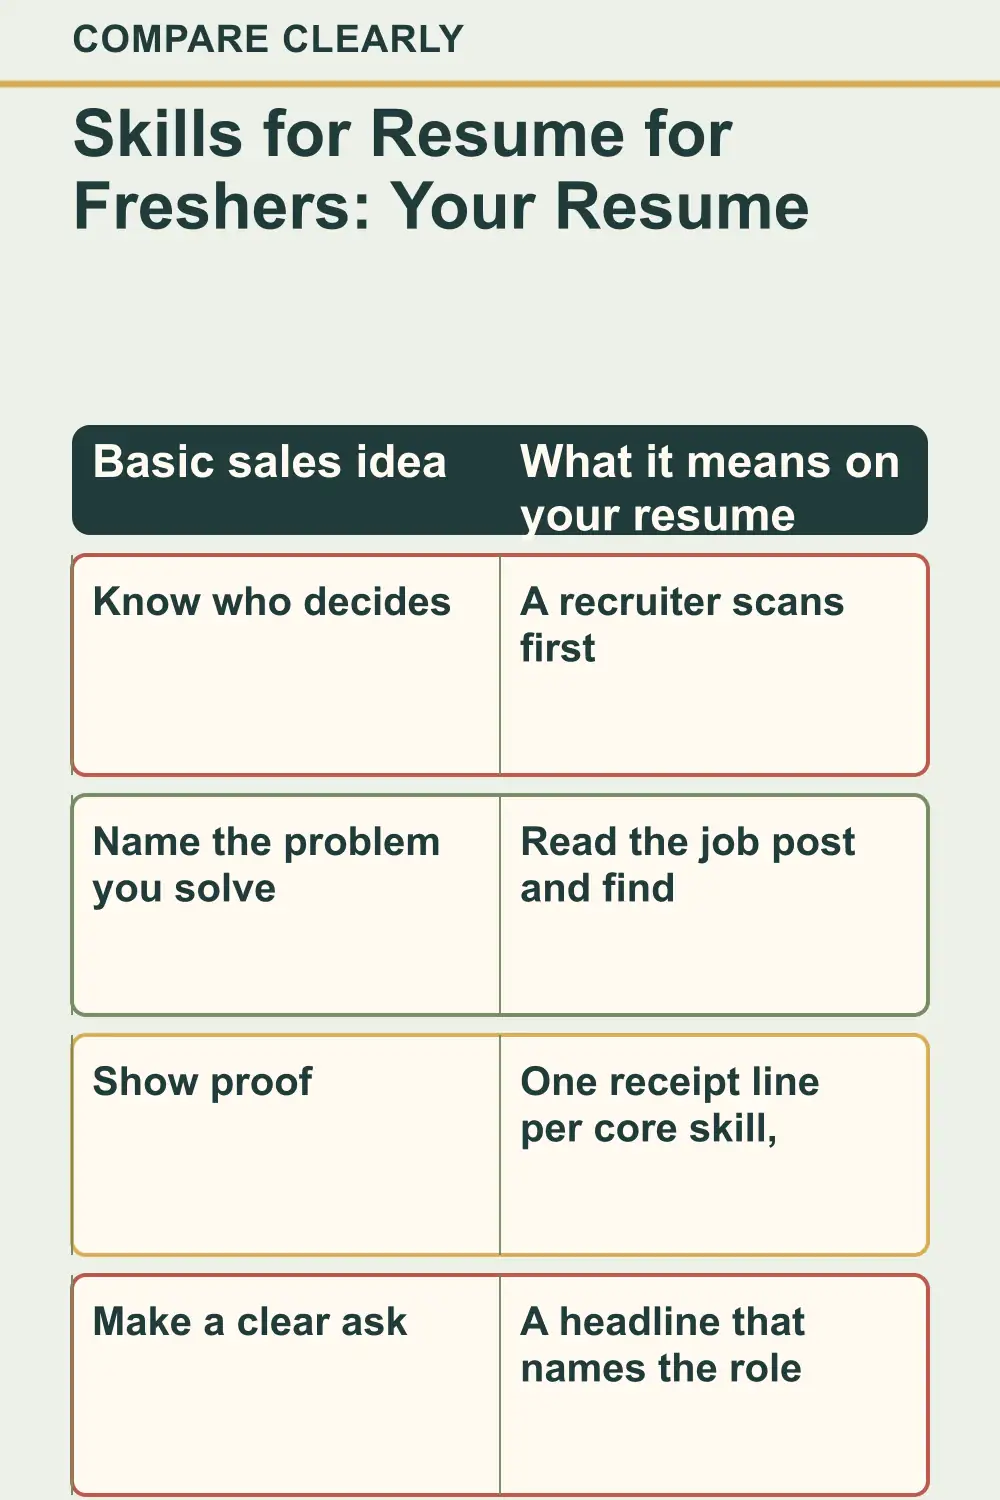 COMPARE CLEARLY
Skills for Resume for
Freshers: Your Resume
Basic sales idea
What it means on
your resume
Know who decides
A recruiter scans
first
Name the problem
you solve
Read the job post
and find
Show proof
One receipt line
per core skill,
Make a clear ask
A headline that
names the role